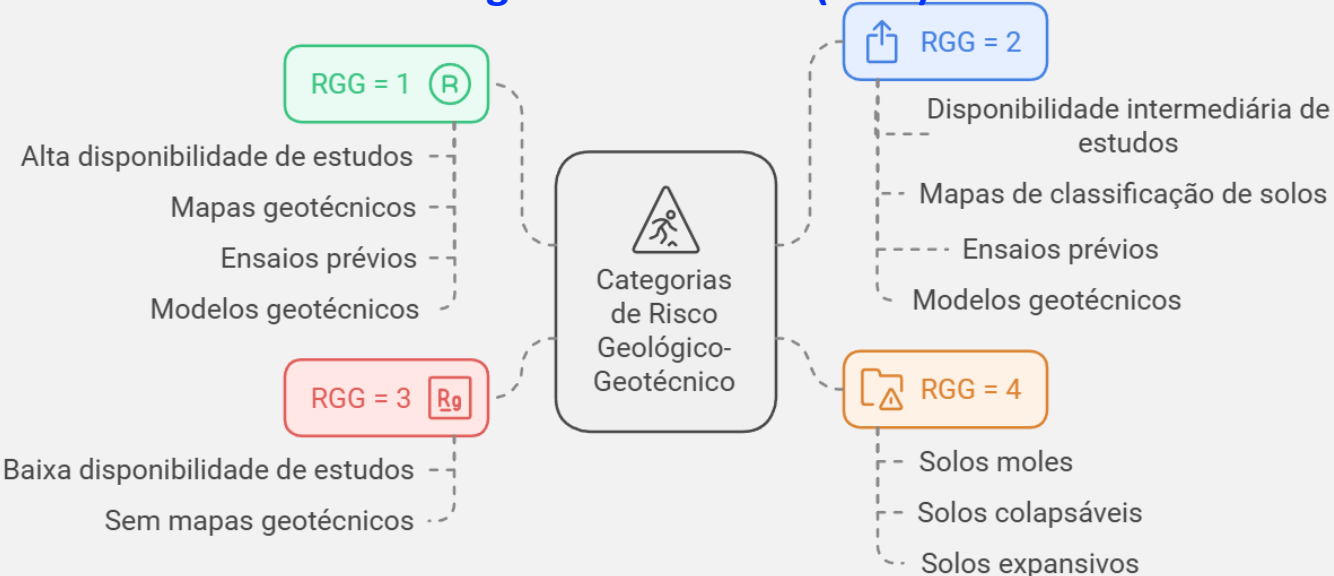 RGG = 1
Alta disponibilidade de estudos
Mapas geotécnicos
Ensaios prévios
Modelos geotécnicos
RGG = 2
Disponibilidade intermediária de
estudos
Mapas de classificação de solos
Ensaios prévios
Modelos geotécnicos
Categorias
de Risco
Geológico-
Geotécnico
RGG = 3
Baixa disponibilidade de estudos
Sem mapas geotécnicos
RGG = 4
Solos moles
Solos colapsáveis
Solos expansivos